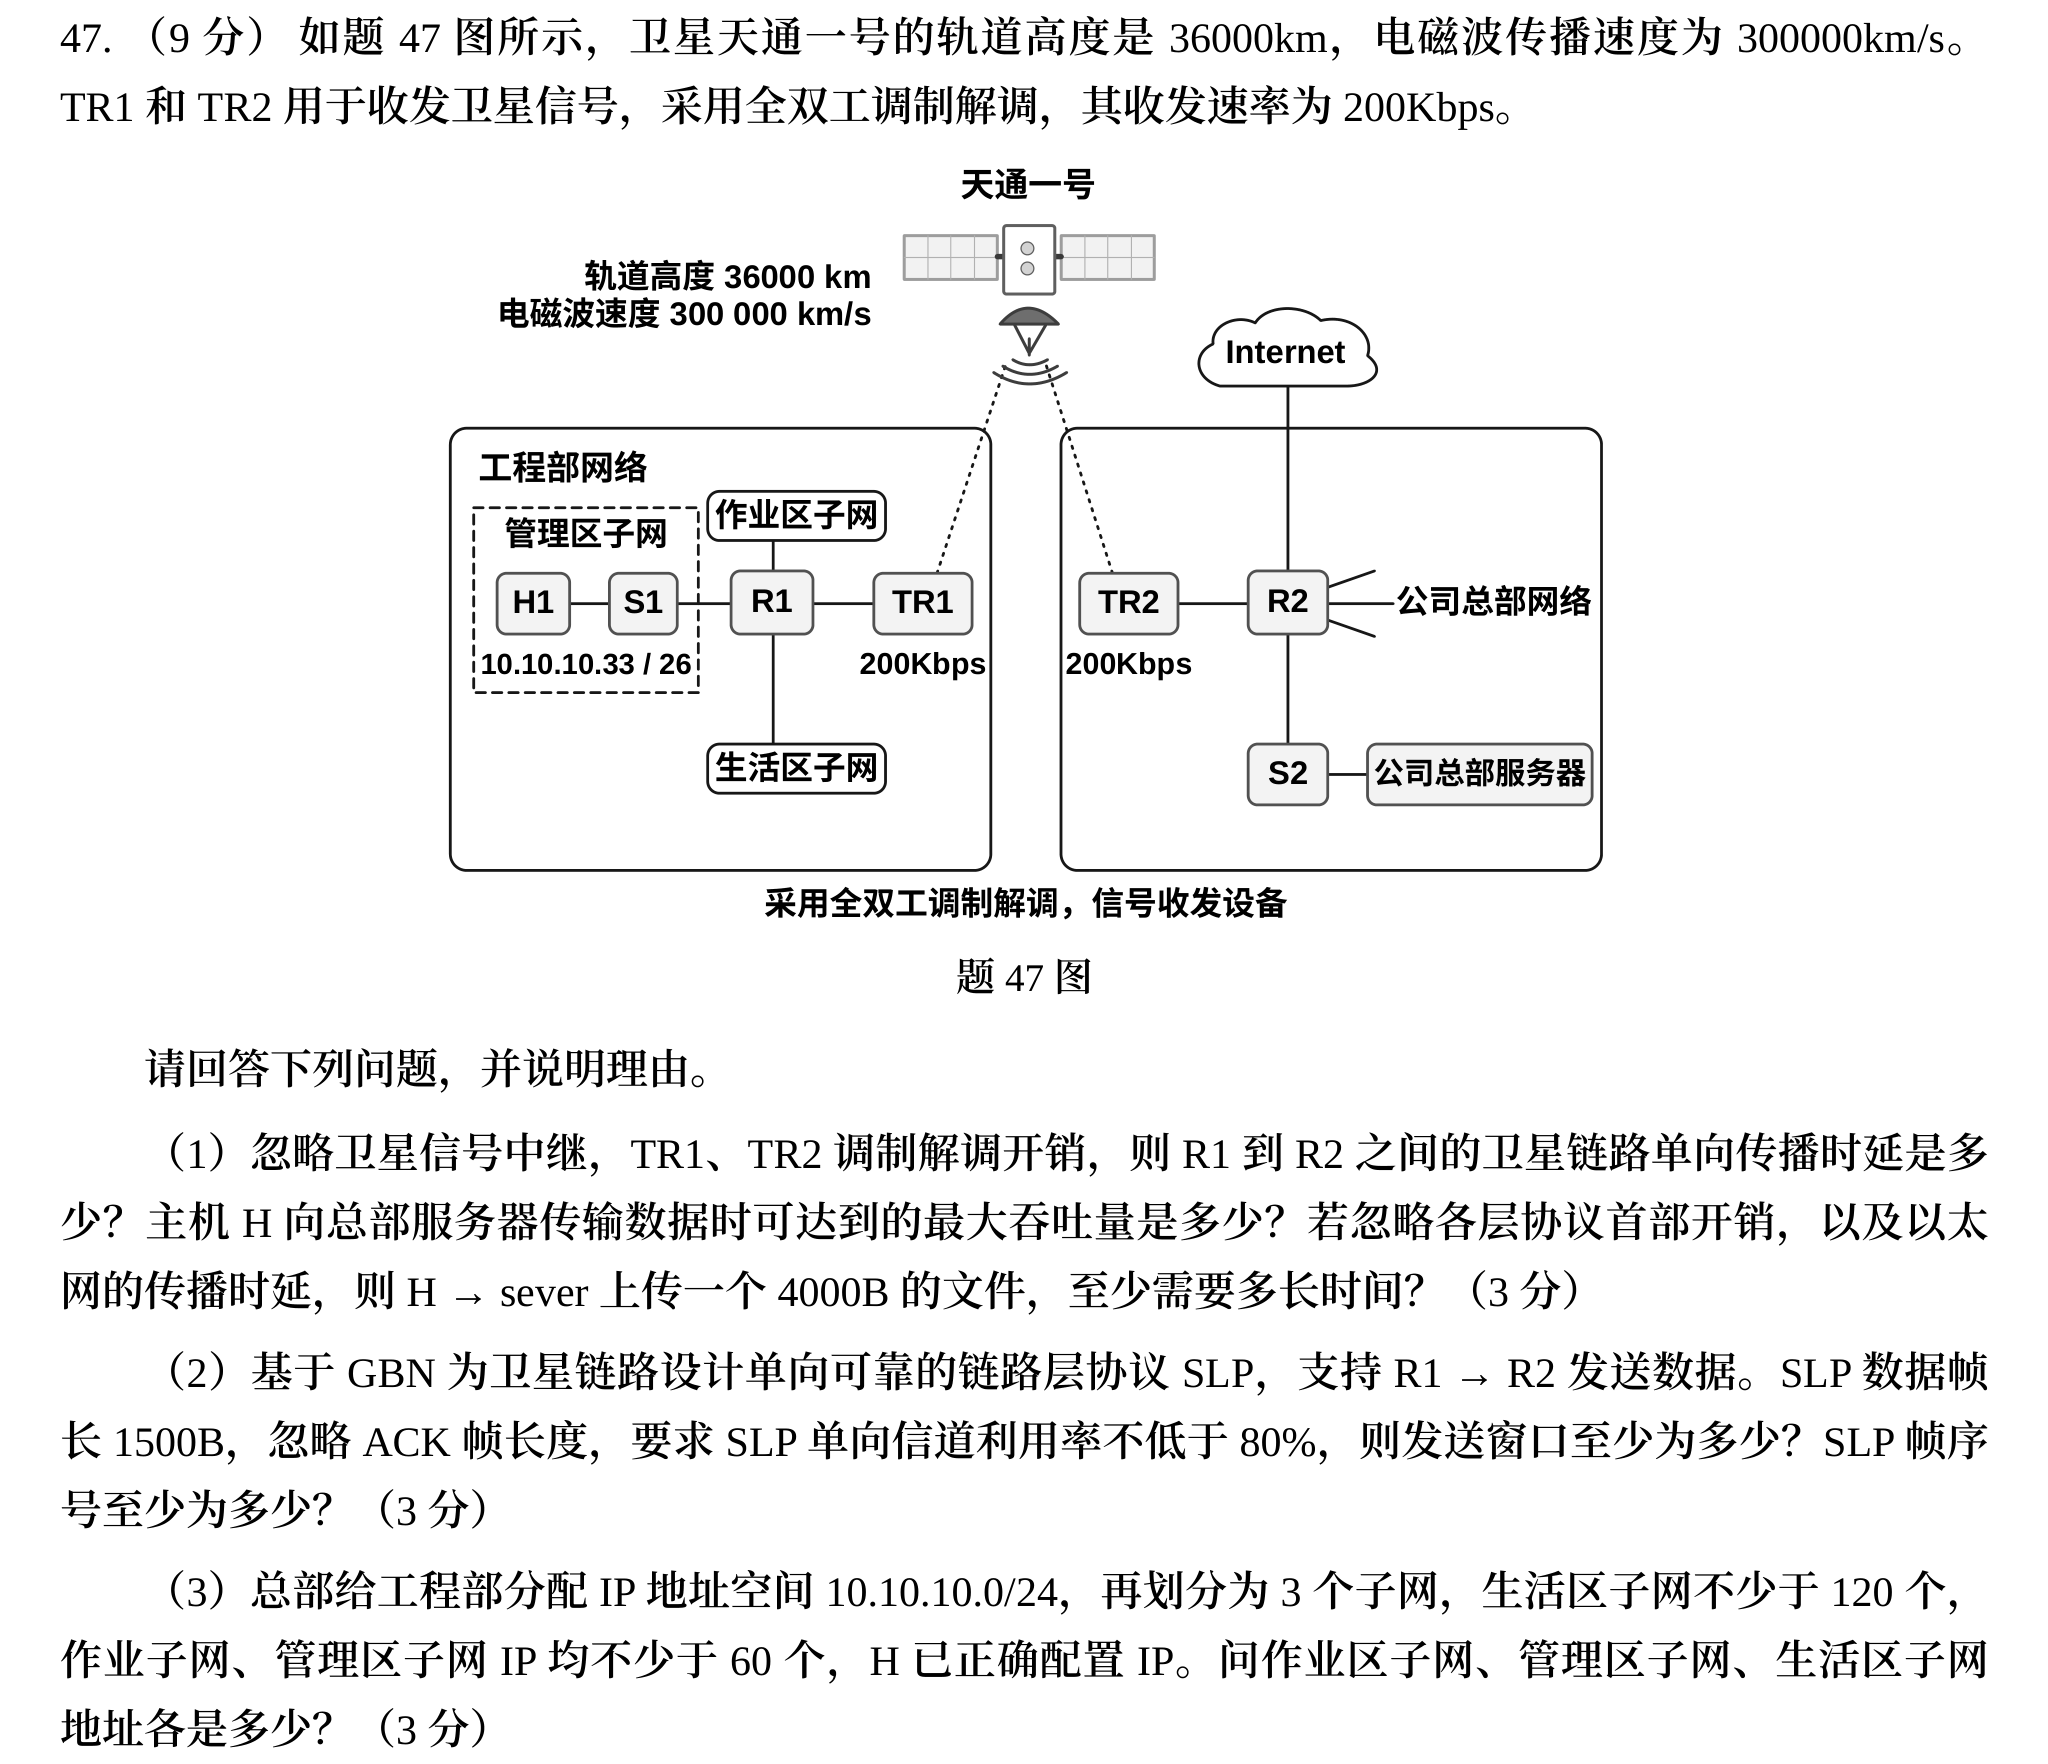 47. （9 分） 如题 47 图所示，卫星天通一号的轨道高度是 36000km，电磁波传播速度为 300000km/s。
TR1 和 TR2 用于收发卫星信号，采用全双工调制解调，其收发速率为 200Kbps。
天通一号
轨道高度 36000 km
电磁波速度 300 000 km/s
Internet
工程部网络
管理区子网
作业区子网
H1
S1
R1
TR1
TR2
R2
公司总部网络
10.10.10.33 / 26
200Kbps
200Kbps
生活区子网
S2
公司总部服务器
采用全双工调制解调，信号收发设备
题 47 图
请回答下列问题，并说明理由。
（1）忽略卫星信号中继，TR1、TR2 调制解调开销，则 R1 到 R2 之间的卫星链路单向传播时延是多
少？主机 H 向总部服务器传输数据时可达到的最大吞吐量是多少？若忽略各层协议首部开销，以及以太
网的传播时延，则 H → sever 上传一个 4000B 的文件，至少需要多长时间？（3 分）
（2）基于 GBN 为卫星链路设计单向可靠的链路层协议 SLP，支持 R1 → R2 发送数据。SLP 数据帧
长 1500B，忽略 ACK 帧长度，要求 SLP 单向信道利用率不低于 80%，则发送窗口至少为多少？SLP 帧序
号至少为多少？（3 分）
（3）总部给工程部分配 IP 地址空间 10.10.10.0/24，再划分为 3 个子网，生活区子网不少于 120 个，
作业子网、管理区子网 IP 均不少于 60 个，H 已正确配置 IP。问作业区子网、管理区子网、生活区子网
地址各是多少？（3 分）